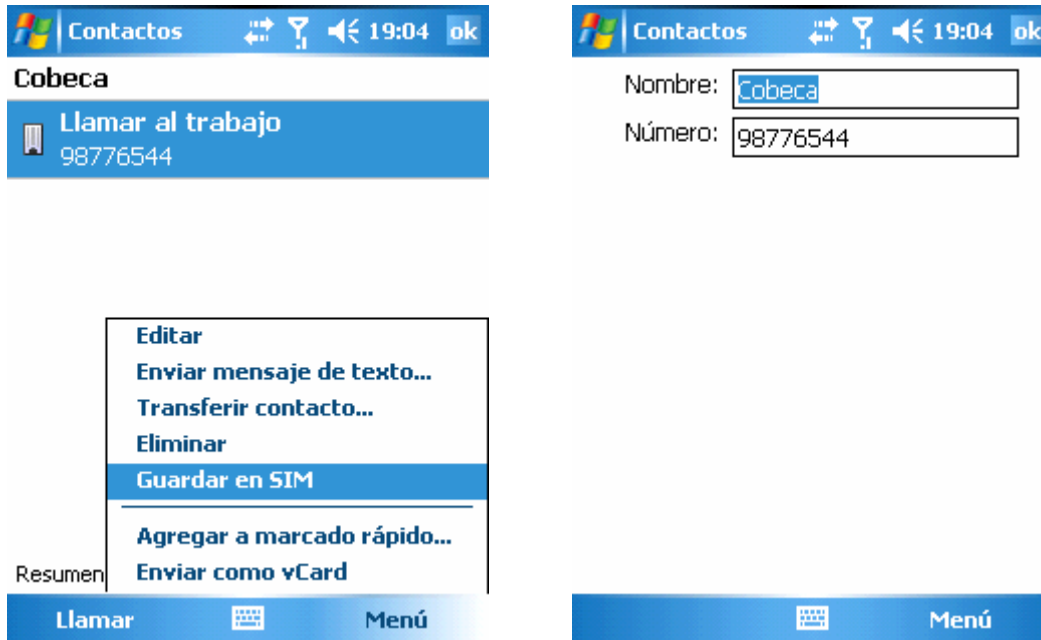 Contactos 19:04 ok
Cobeca
Llamar al trabajo
98776544
Editar
Enviar mensaje de texto...
Transferir contacto...
Eliminar
Guardar en SIM
Agregar a marcado rápido...
Enviar como vCard
Resumen
Llamar Menú
Contactos 19:04 ok
Nombre: Cobeca
Número: 98776544
Menú